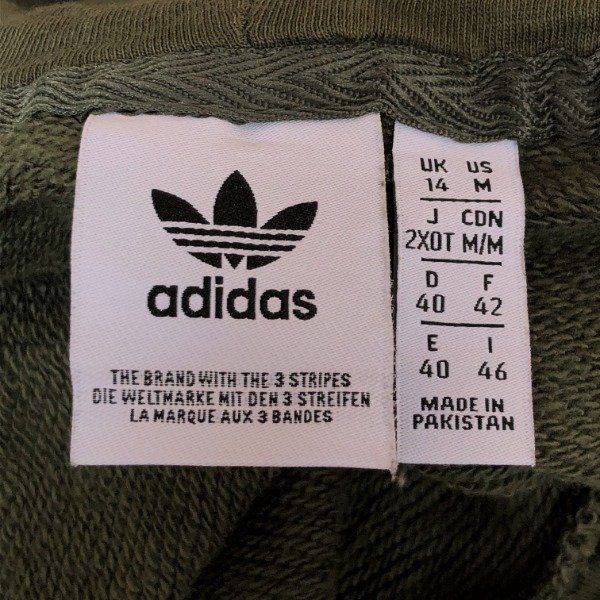 adidas
THE BRAND WITH THE 3 STRIPES
DIE WELTMARKE MIT DEN 3 STREIFEN
LA MARQUE AUX 3 BANDES
UK US
14 M
J CDN
2XOT M/M
D F
40 42
E I
40 46
MADE IN
PAKISTAN